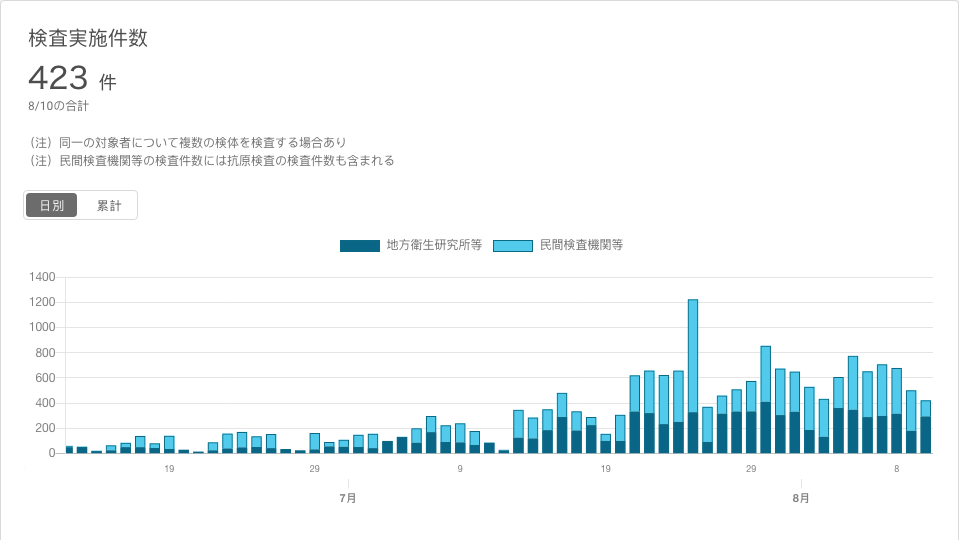 検査実施件数
423 件
8/10の合計
（注）同一の対象者について複数の検体を検査する場合あり
（注）民間検査機関等の検査件数には抗原検査の検査件数も含まれる
日別 累計
地方衛生研究所等 民間検査機関等
1400
1200
1000
800
600
400
200
0
19 29 9 19 29 8
7月 8月